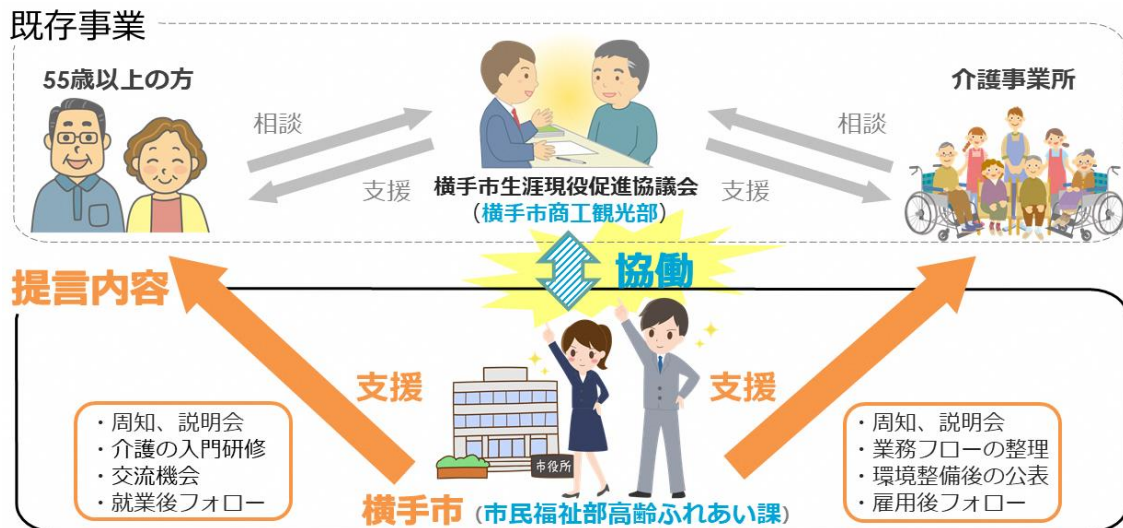 既存事業
55歳以上の方
介護事業所
相談
相談
支援
支援
横手市生涯現役促進協議会
（横手市商工観光部）
協働
提言内容
支援
支援
・周知、説明会
・介護の入門研修
・交流機会
・就業後フォロー
・周知、説明会
・業務フローの整理
・環境整備後の公表
・雇用後フォロー
市役所
横手市（市民福祉部高齢ふれあい課）